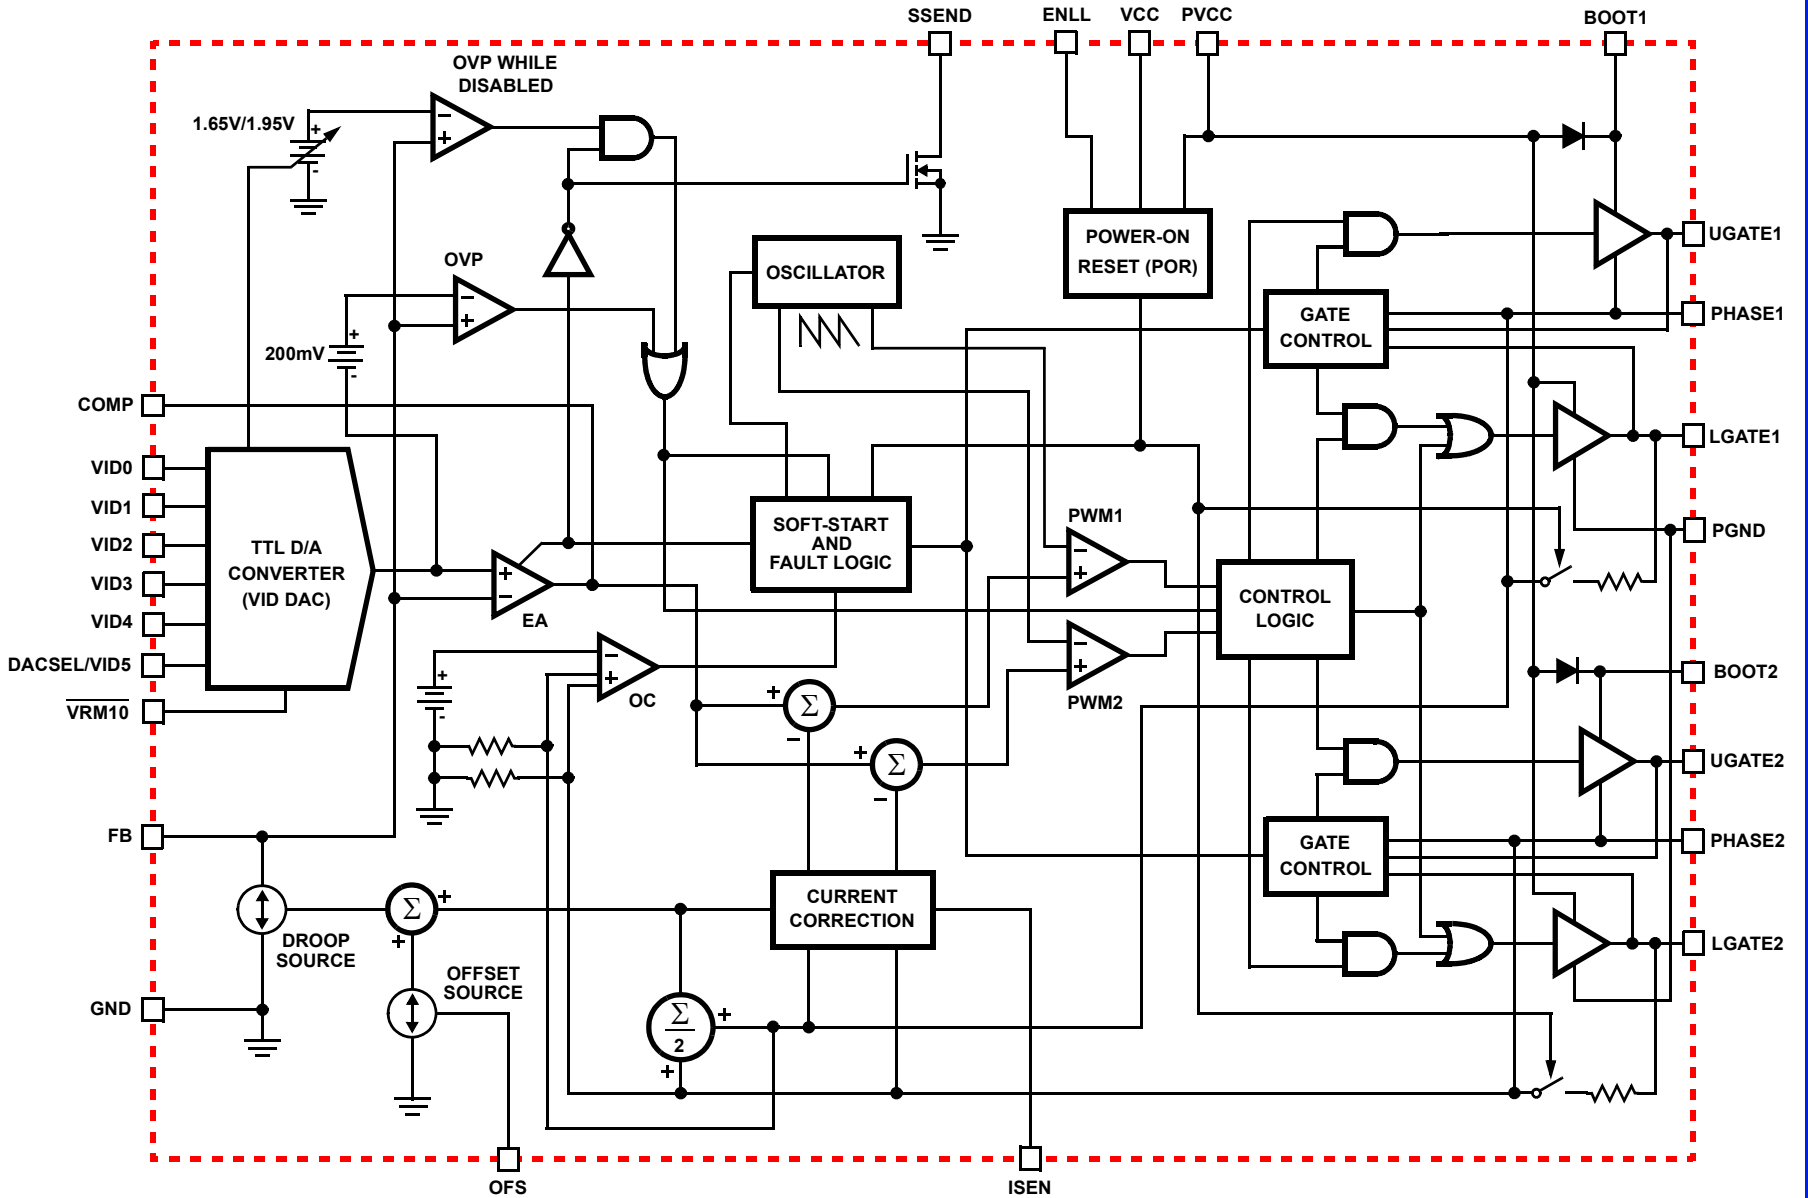 SSEND
ENLL
VCC
PVCC
BOOT1
OVP WHILE
DISABLED
1.65V/1.95V
+
-
−
+
POWER-ON
RESET (POR)
UGATE1
OVP
−
+
OSCILLATOR
GATE
CONTROL
PHASE1
200mV
+
-
COMP
LGATE1
VID0
VID1
VID2
VID3
VID4
DACSEL/VID5
VRM10
TTL D/A
CONVERTER
(VID DAC)
+
−
EA
SOFT-START
AND
FAULT LOGIC
PWM1
−
+
PGND
CONTROL
LOGIC
−
+
PWM2
+
-
−
+
OC
+
Σ
−
+
Σ
−
BOOT2
UGATE2
FB
GATE
CONTROL
PHASE2
Σ
+
+
DROOP
SOURCE
CURRENT
CORRECTION
LGATE2
OFFSET
SOURCE
GND
Σ
2
+
+
OFS
ISEN